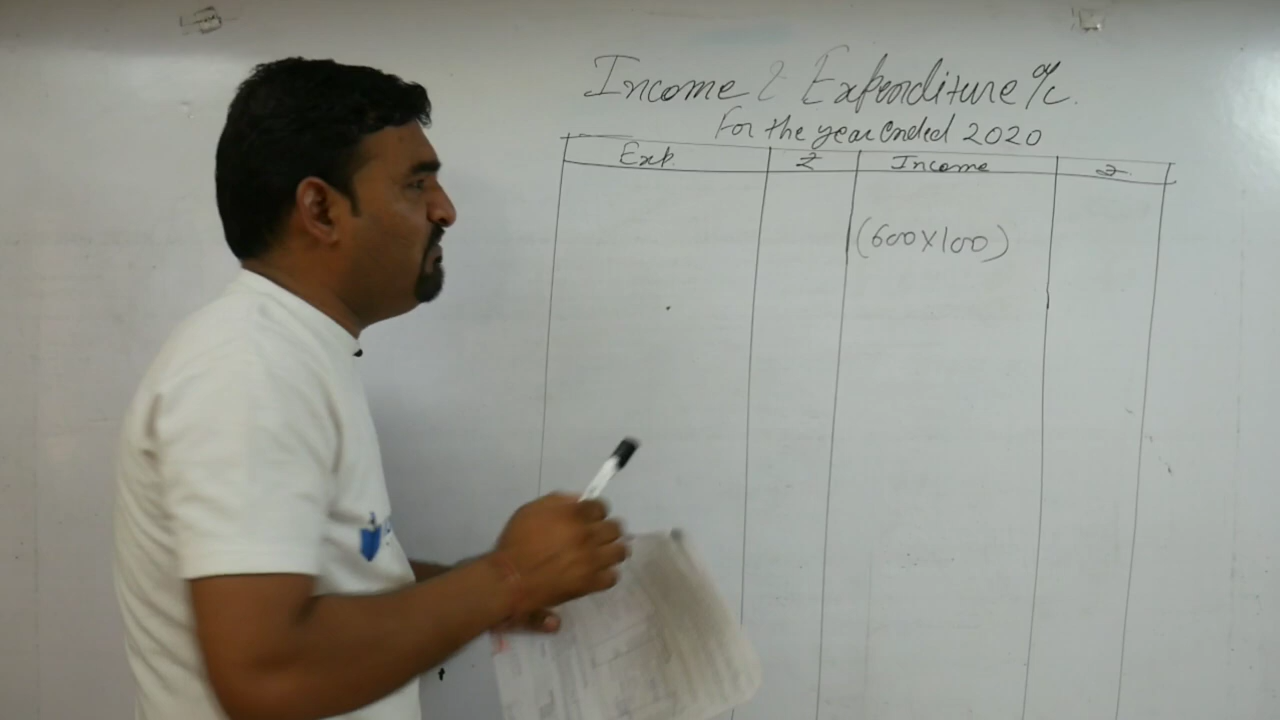 Income & Expenditure A/c.
For the year ended 2020
Exp. ₹ Income ₹
(600×100)